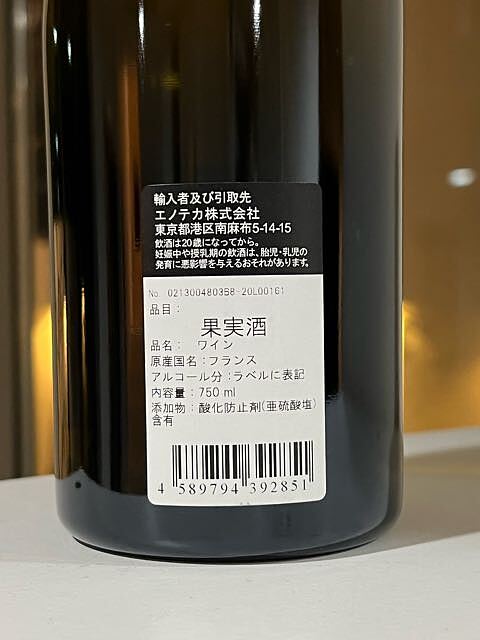 輸入者及び引取先
エノテカ株式会社
東京都港区南麻布5-14-15
飲酒は20歳になってから。
妊娠中や授乳期の飲酒は、胎児・乳児の
発育に悪影響を与えるおそれがあります。
No. 0213004803B8-20L00161
品目：
果実酒
品名： ワイン
原産国名：フランス
アルコール分：ラベルに表記
内容量：750 ml
添加物：酸化防止剤(亜硫酸塩)
含有
4 589794 392851